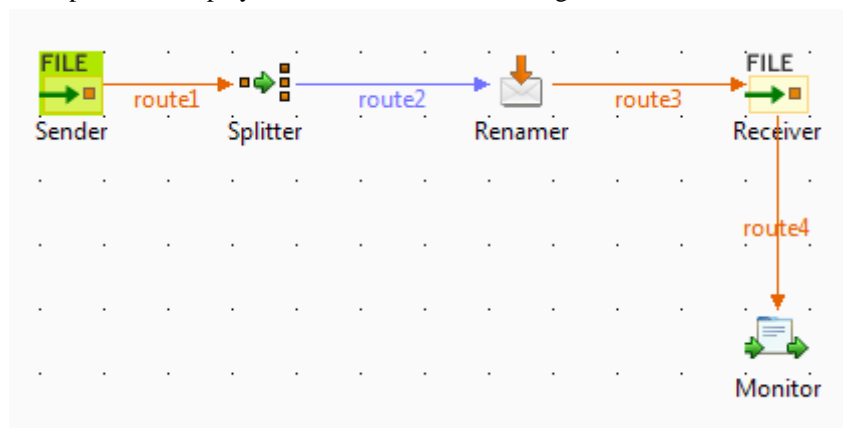 FILE
route1
route2
route3
FILE
Sender
Splitter
Renamer
Receiver
route4
Monitor